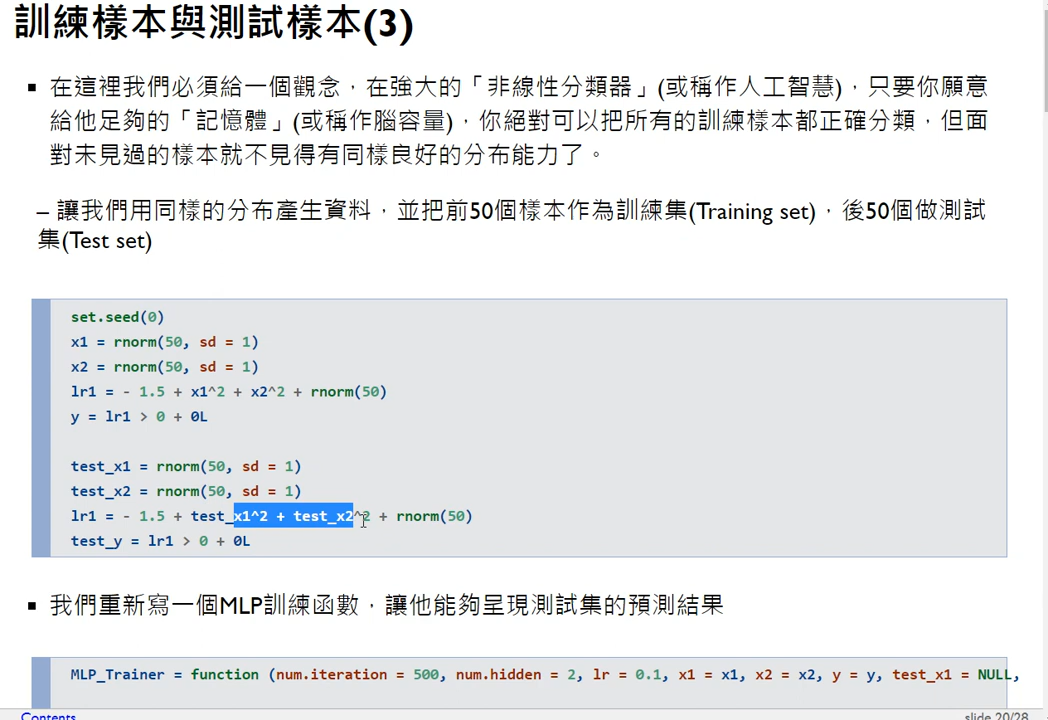 訓練樣本與測試樣本(3)
▪ 在這裡我們必須給一個觀念，在強大的「非線性分類器」(或稱作人工智慧)，只要你願意
給他足夠的「記憶體」(或稱作腦容量)，你絕對可以把所有的訓練樣本都正確分類，但面
對未見過的樣本就不見得有同樣良好的分布能力了。
– 讓我們用同樣的分布產生資料，並把前50個樣本作為訓練集(Training set)，後50個做測試
集(Test set)
set.seed(0)
x1 = rnorm(50, sd = 1)
x2 = rnorm(50, sd = 1)
lr1 = - 1.5 + x1^2 + x2^2 + rnorm(50)
y = lr1 > 0 + 0L
test_x1 = rnorm(50, sd = 1)
test_x2 = rnorm(50, sd = 1)
lr1 = - 1.5 + test_x1^2 + test_x2^2 + rnorm(50)
test_y = lr1 > 0 + 0L
▪ 我們重新寫一個MLP訓練函數，讓他能夠呈現測試集的預測結果
MLP_Trainer = function (num.iteration = 500, num.hidden = 2, lr = 0.1, x1 = x1, x2 = x2, y = y, test_x1 = NULL,
Contents
slide 20/28